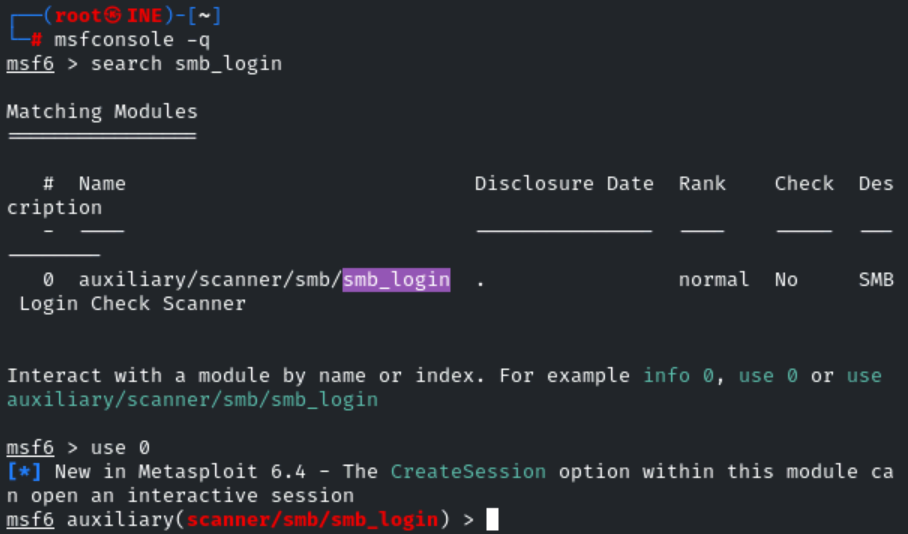 ┌──(root㉿INE)-[~]
└─# msfconsole -q
msf6 > search smb_login
Matching Modules
================
# Name Disclosure Date Rank Check Des
cription
- ---- --------------- ---- ----- ---
--------
0 auxiliary/scanner/smb/smb_login . normal No SMB
Login Check Scanner
Interact with a module by name or index. For example info 0, use 0 or use
auxiliary/scanner/smb/smb_login
msf6 > use 0
[*] New in Metasploit 6.4 - The CreateSession option within this module ca
n open an interactive session
msf6 auxiliary(scanner/smb/smb_login) >